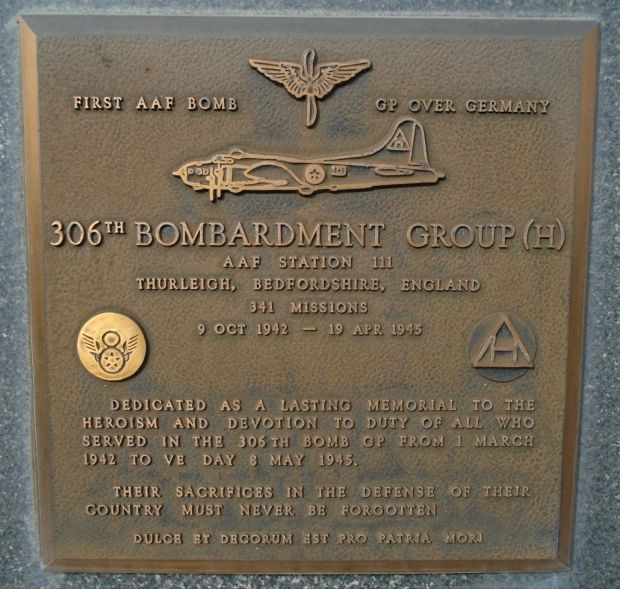 FIRST AAF BOMB GP OVER GERMANY
306TH BOMBARDMENT GROUP (H)
AAF STATION 111
THURLEIGH, BEDFORDSHIRE, ENGLAND
341 MISSIONS
9 OCT 1942 — 19 APR 1945
DEDICATED AS A LASTING MEMORIAL TO THE
HEROISM AND DEVOTION TO DUTY OF ALL WHO
SERVED IN THE 306TH BOMB GP FROM 1 MARCH
1942 TO VE DAY 8 MAY 1945.
THEIR SACRIFICES IN THE DEFENSE OF THEIR
COUNTRY MUST NEVER BE FORGOTTEN
DULCE ET DECORUM EST PRO PATRIA MORI